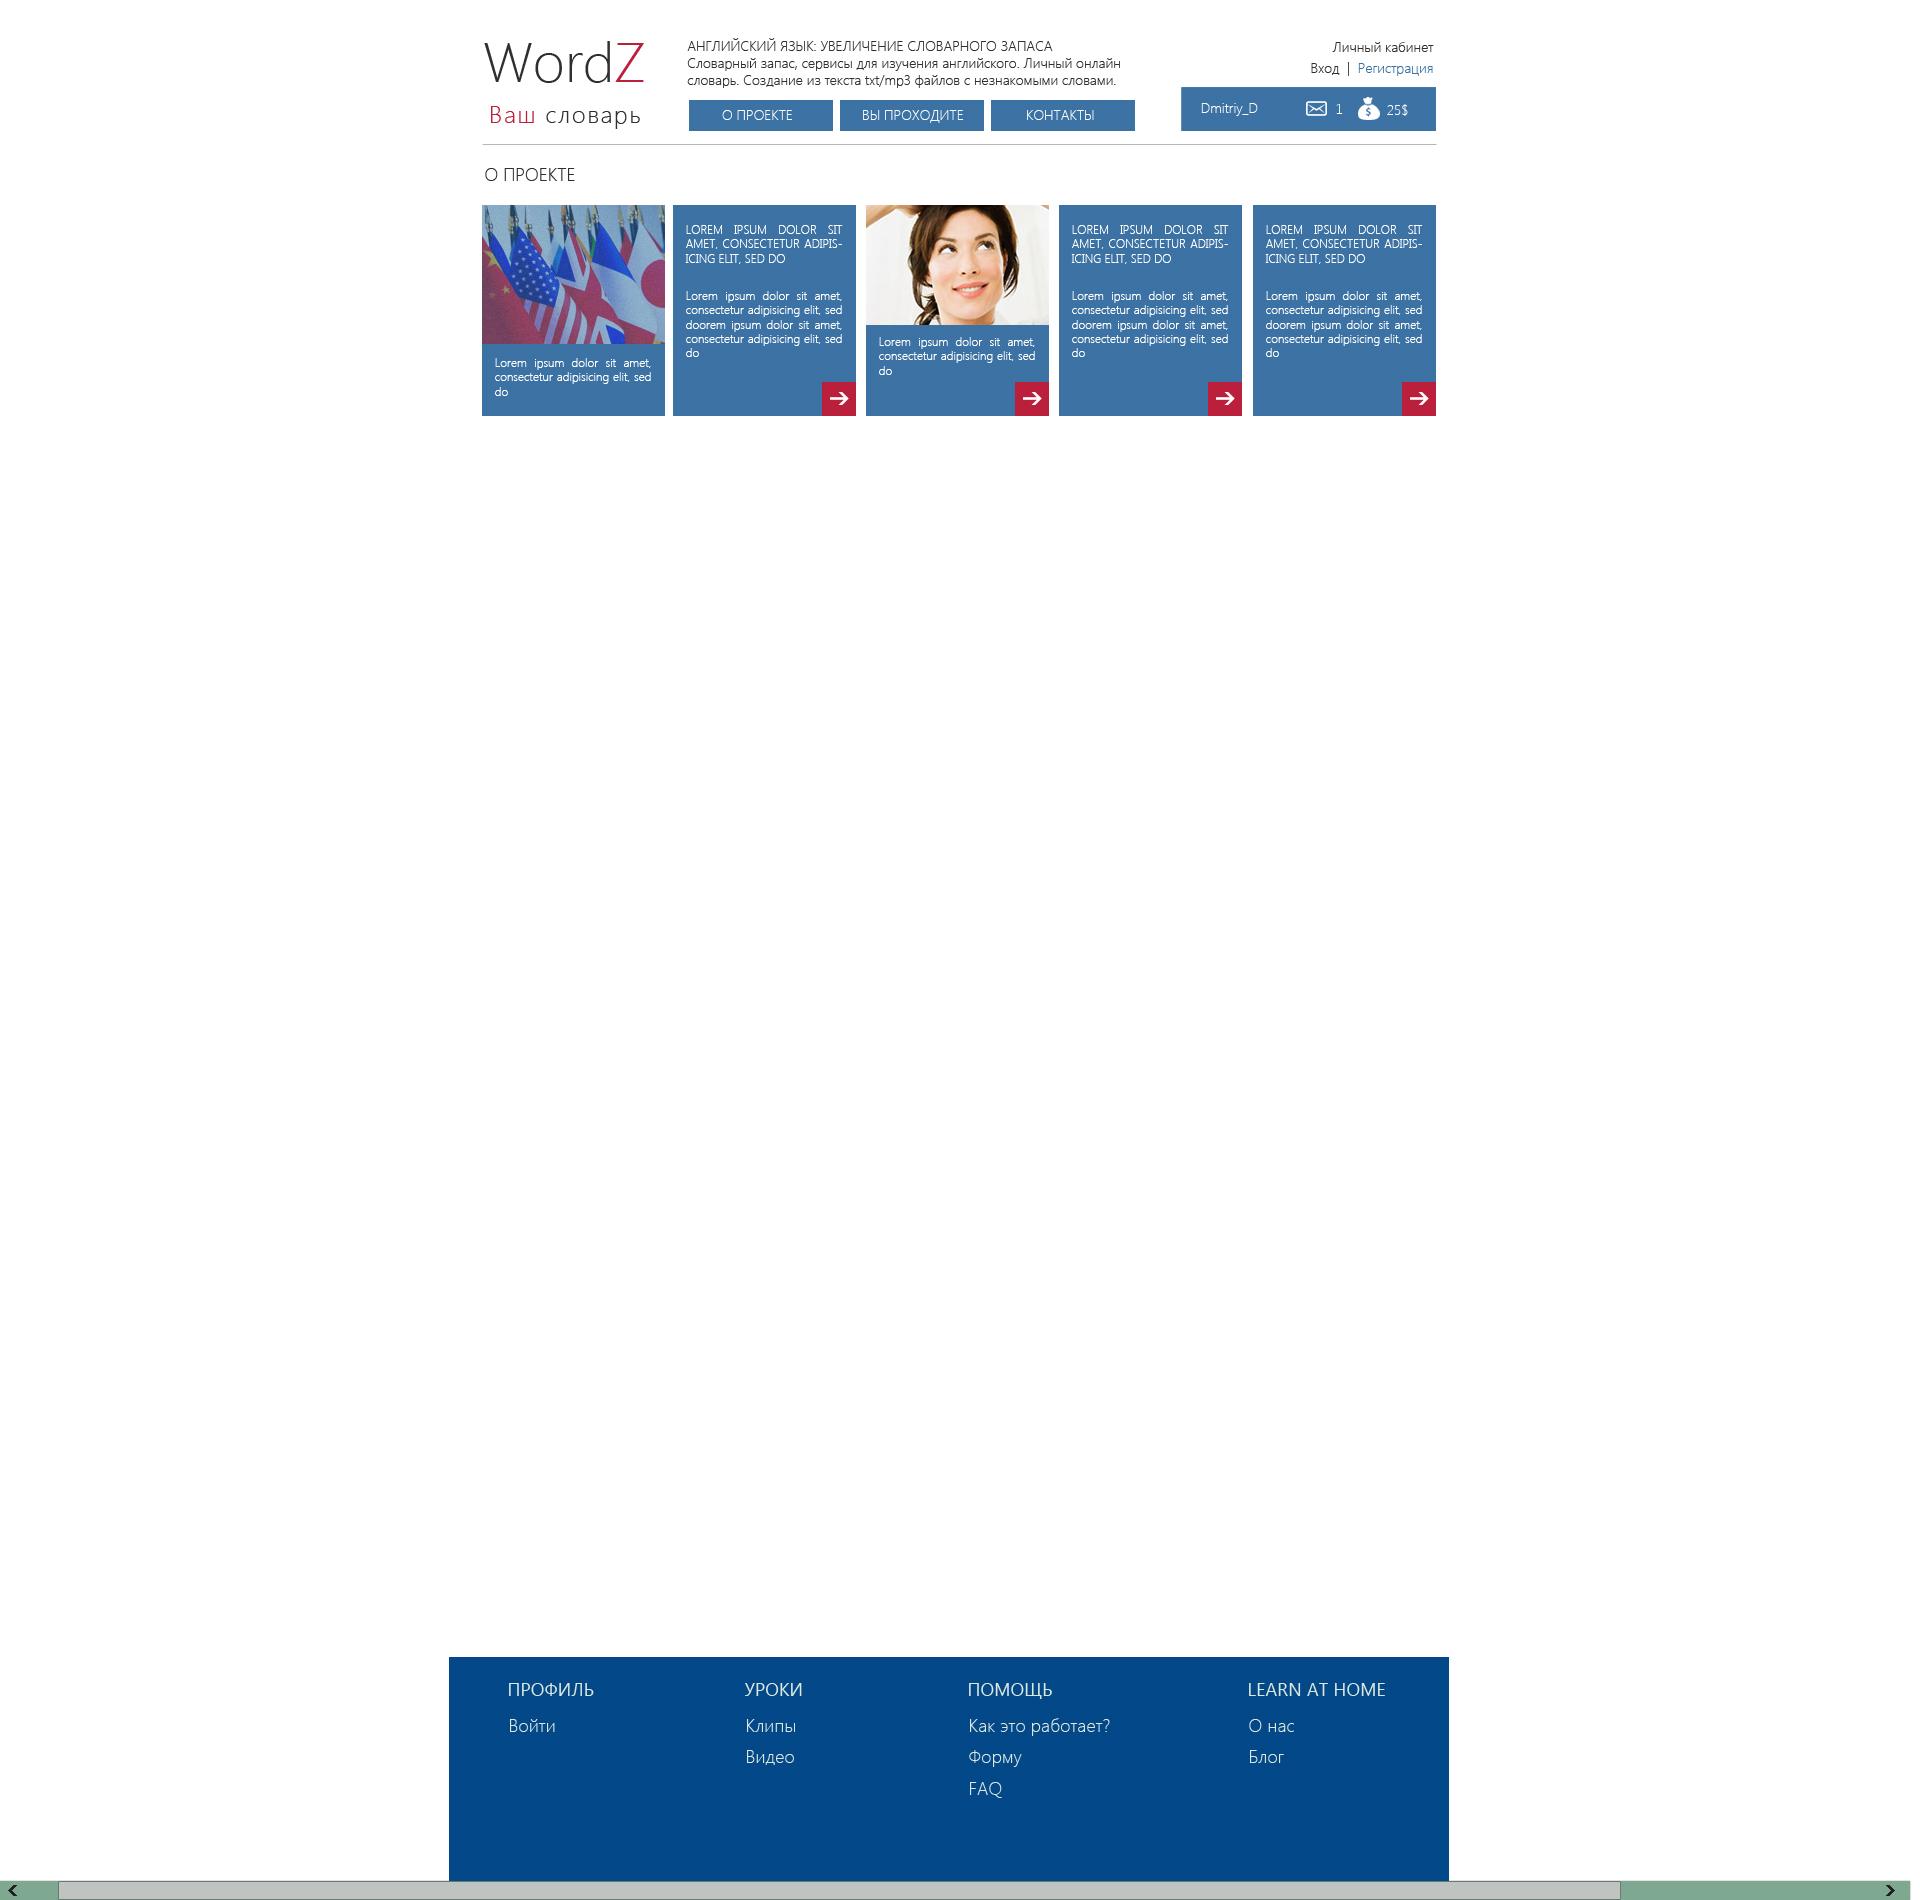 WordZ
Ваш словарь
АНГЛИЙСКИЙ ЯЗЫК: УВЕЛИЧЕНИЕ СЛОВАРНОГО ЗАПАСА
Словарный запас, сервисы для изучения английского. Личный онлайн
словарь. Создание из текста txt/mp3 файлов с незнакомыми словами.
О ПРОЕКТЕ
ВЫ ПРОХОДИТЕ
КОНТАКТЫ
Личный кабинет
Вход | Регистрация
Dmitriy_D 1 25$
О ПРОЕКТЕ
Lorem ipsum dolor sit amet,
consectetur adipisicing elit, sed
do
LOREM IPSUM DOLOR SIT
AMET, CONSECTETUR ADIPIS-
ICING ELIT, SED DO
Lorem ipsum dolor sit amet,
consectetur adipisicing elit, sed
doorem ipsum dolor sit amet,
consectetur adipisicing elit, sed
do
Lorem ipsum dolor sit amet,
consectetur adipisicing elit, sed
do
LOREM IPSUM DOLOR SIT
AMET, CONSECTETUR ADIPIS-
ICING ELIT, SED DO
Lorem ipsum dolor sit amet,
consectetur adipisicing elit, sed
doorem ipsum dolor sit amet,
consectetur adipisicing elit, sed
do
LOREM IPSUM DOLOR SIT
AMET, CONSECTETUR ADIPIS-
ICING ELIT, SED DO
Lorem ipsum dolor sit amet,
consectetur adipisicing elit, sed
doorem ipsum dolor sit amet,
consectetur adipisicing elit, sed
do
ПРОФИЛЬ
Войти
УРОКИ
Клипы
Видео
ПОМОЩЬ
Как это работает?
Форму
FAQ
LEARN AT HOME
О нас
Блог